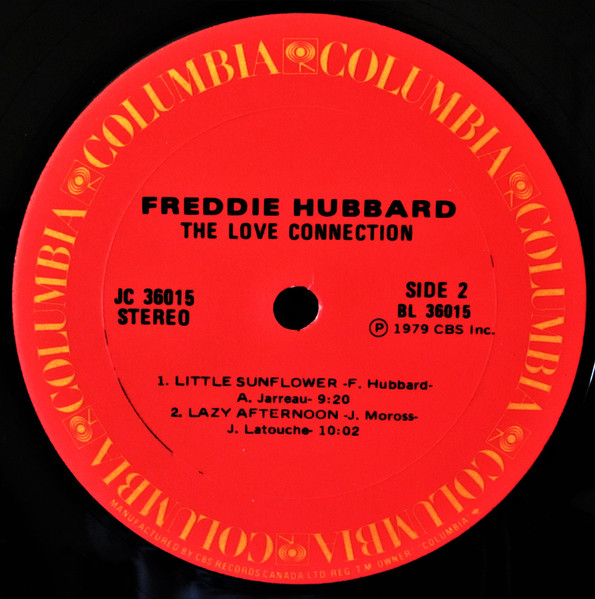 COLUMBIA COLUMBIA COLUMBIA COLUMBIA COLUMBIA COLUMBIA
FREDDIE HUBBARD
THE LOVE CONNECTION
JC 36015
STEREO
SIDE 2
BL 36015
Ⓟ 1979 CBS Inc.
1. LITTLE SUNFLOWER -F. Hubbard-
A. Jarreau- 9:20
2. LAZY AFTERNOON -J. Moross-
J. Latouche- 10:02
MANUFACTURED BY CBS RECORDS CANADA LTD. REG. T.M. OWNER COLUMBIA